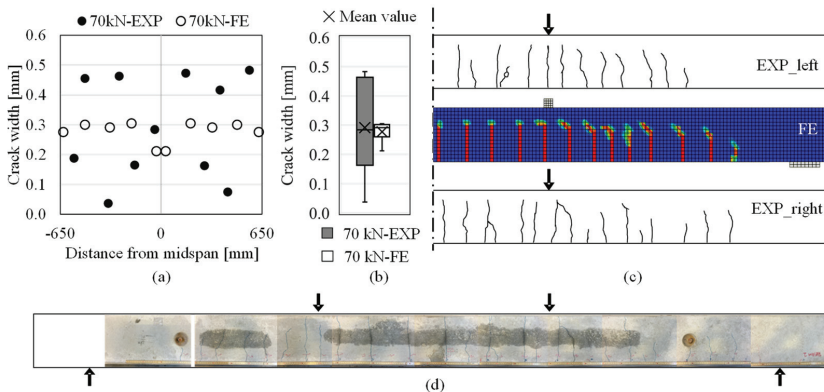 ● 70kN-EXP ○ 70kN-FE
Crack width [mm]
0.6
0.5
0.4
0.3
0.2
0.1
0.0
-650 0 650
Distance from midspan [mm]
(a)
× Mean value
Crack width [mm]
0.6
0.5
0.4
0.3
0.2
0.1
0.0
70 kN-EXP
70 kN-FE
(b)
EXP_left
FE
EXP_right
(c)
(d)